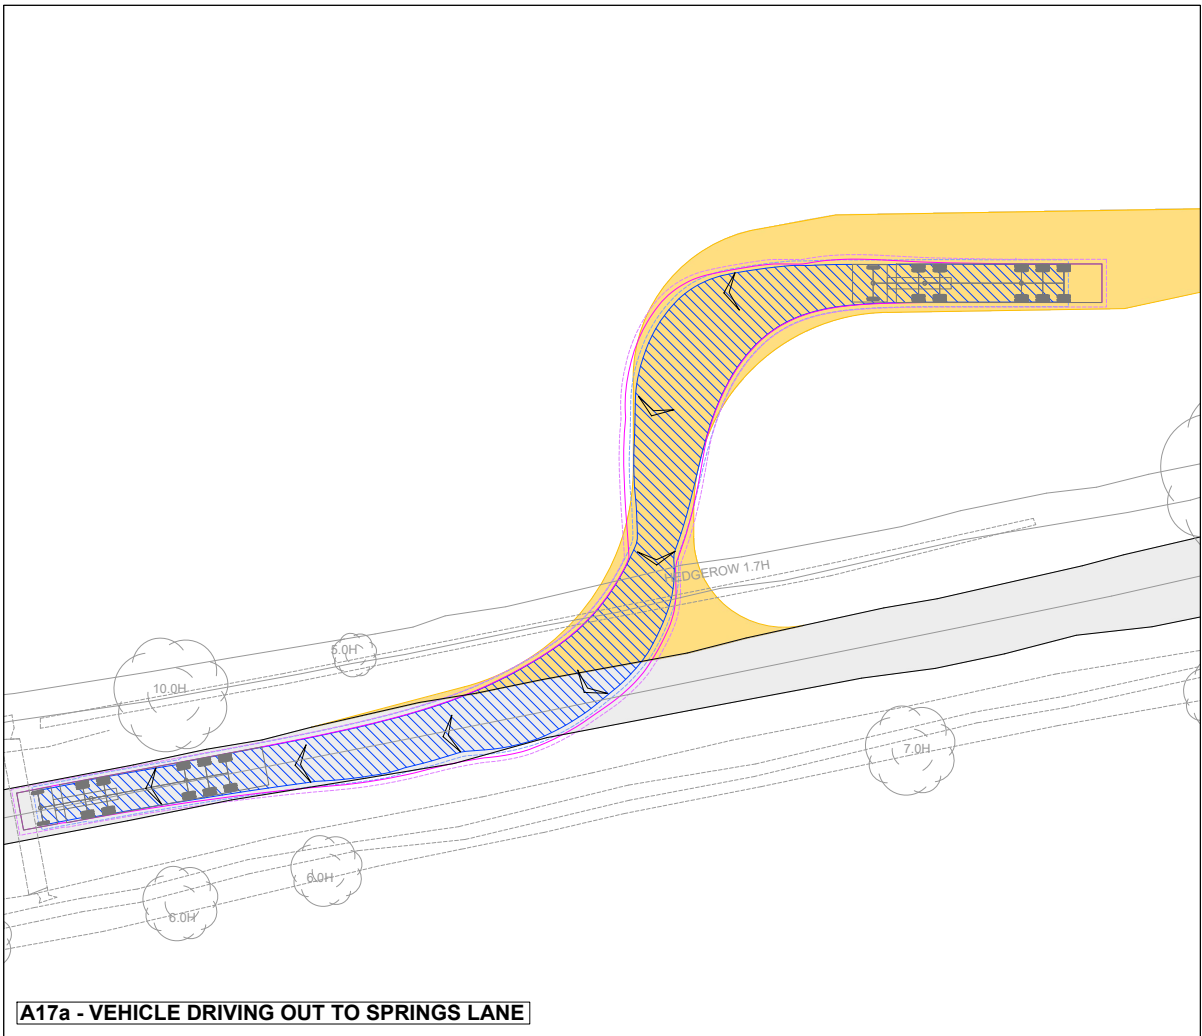 HEDGEROW 1.7H
5.0H
10.0H
7.0H
6.0H
6.0H
A17a - VEHICLE DRIVING OUT TO SPRINGS LANE